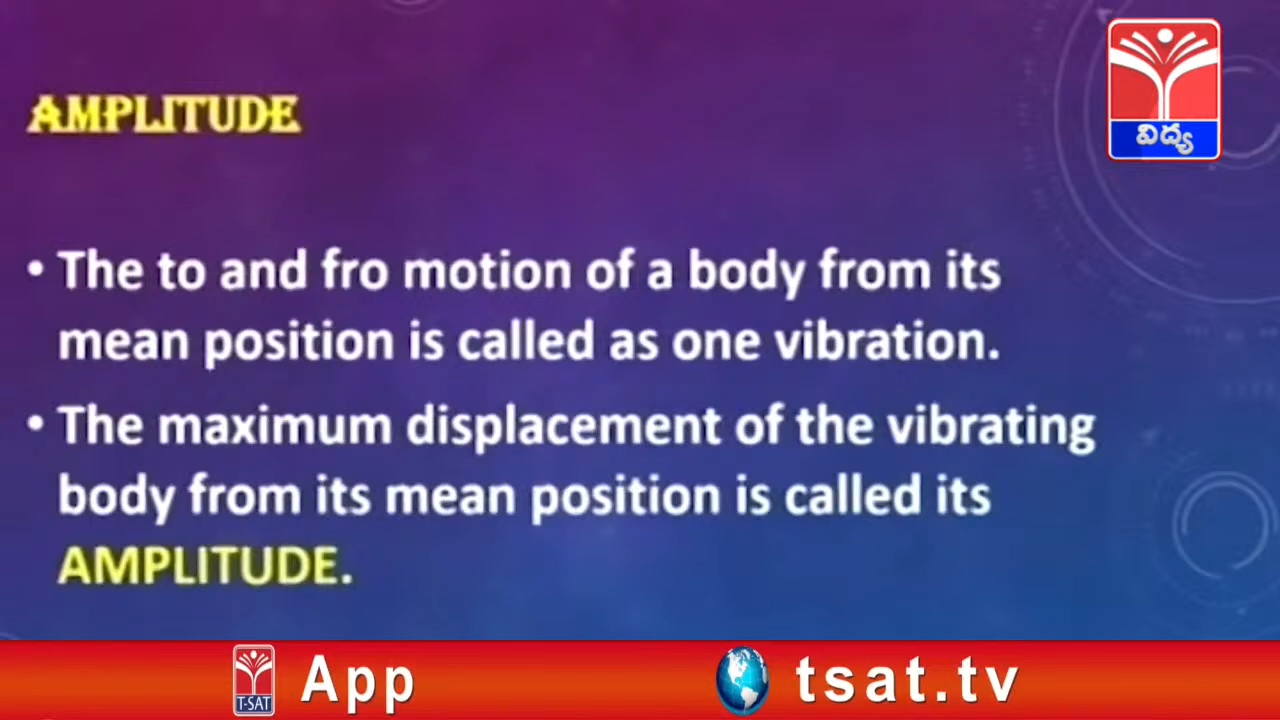 AMPLITUDE
విద్య
• The to and fro motion of a body from its
mean position is called as one vibration.
• The maximum displacement of the vibrating
body from its mean position is called its
AMPLITUDE.
T-SAT
App
tsat.tv